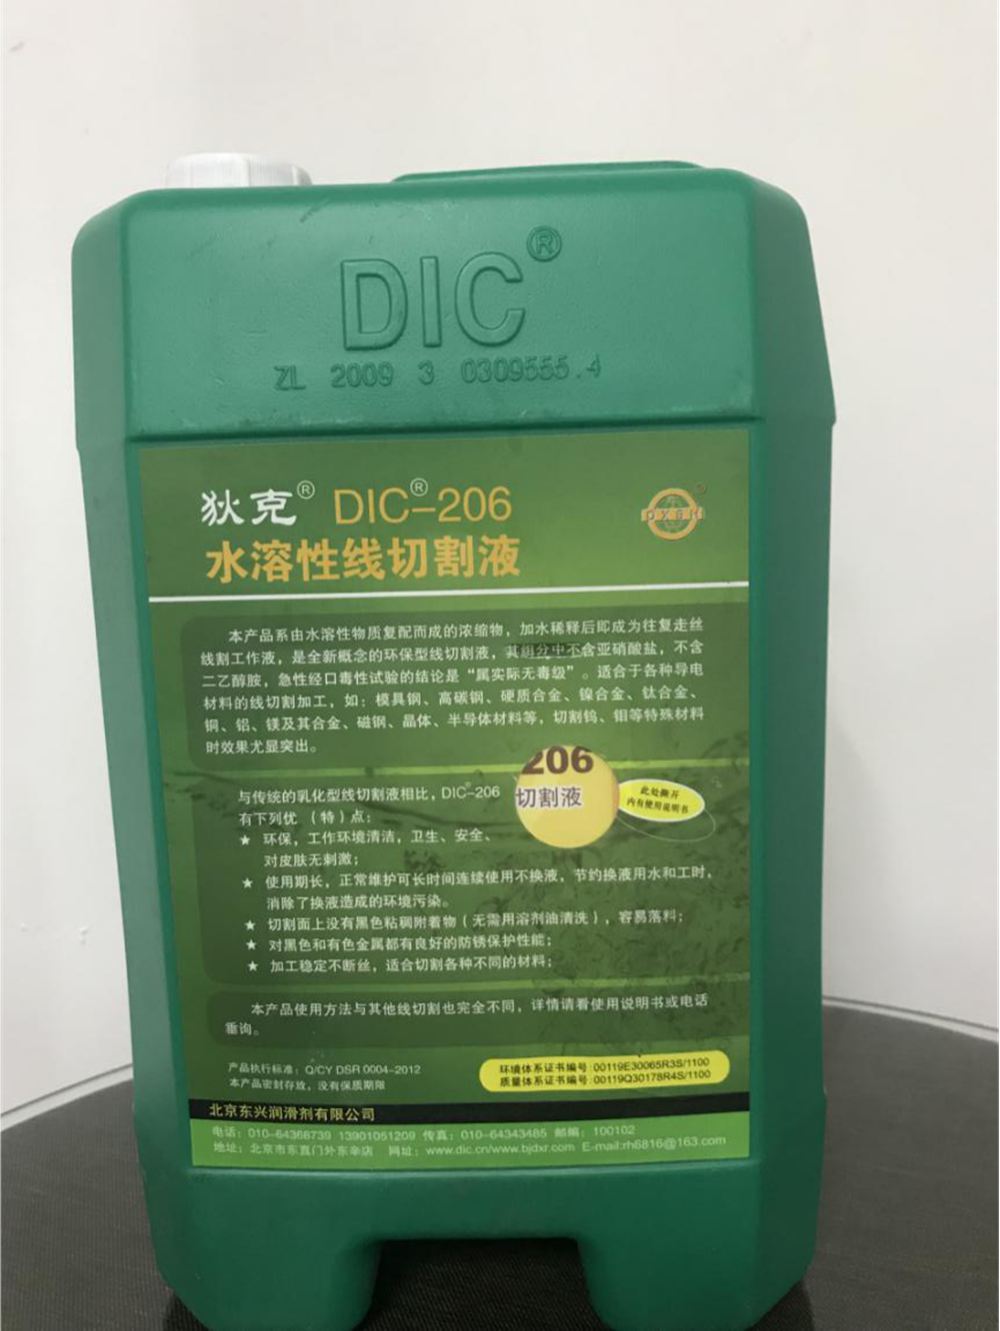 DIC®
ZL 2009 3 0309555.4
狄克® DIC®-206
水溶性线切割液
DXRH
本产品系由水溶性物质复配而成的浓缩物，加水稀释后即成为往复走丝
线割工作液，是全新概念的环保型线切割液，其组分中不含亚硝酸盐，不含
二乙醇胺，急性经口毒性试验的结论是“属实际无毒级”。适合于各种导电
材料的线切割加工，如：模具钢、高碳钢、硬质合金、镍合金、钛合金、
铜、铝、镁及其合金、磁钢、晶体、半导体材料等，切割钨、钼等特殊材料
时效果尤显突出。
206
切割液
此处撕开
内有使用说明书
与传统的乳化型线切割液相比，DIC®-206
有下列优（特）点：
★ 环保，工作环境清洁，卫生、安全、
对皮肤无刺激；
★ 使用期长，正常维护可长时间连续使用不换液，节约换液用水和工时，
消除了换液造成的环境污染。
★ 切割面上没有黑色粘稠附着物（无需用溶剂油清洗），容易落料；
★ 对黑色和有色金属都有良好的防锈保护性能；
★ 加工稳定不断丝，适合切割各种不同的材料；
本产品使用方法与其他线切割也完全不同，详情请看使用说明书或电话
垂询。
产品执行标准：Q/CY DSR 0004-2012
本产品密封存放，没有保质期限
环境体系证书编号：00119E30065R3S/1100
质量体系证书编号：00119Q30178R4S/1100
北京东兴润滑剂有限公司
电话：010-64368739 13901051209 传真：010-64343485 邮编：100102
地址：北京市东直门外东辛店 网址：www.dic.cn/www.bjdxr.com E-mail:rh6816@163.com